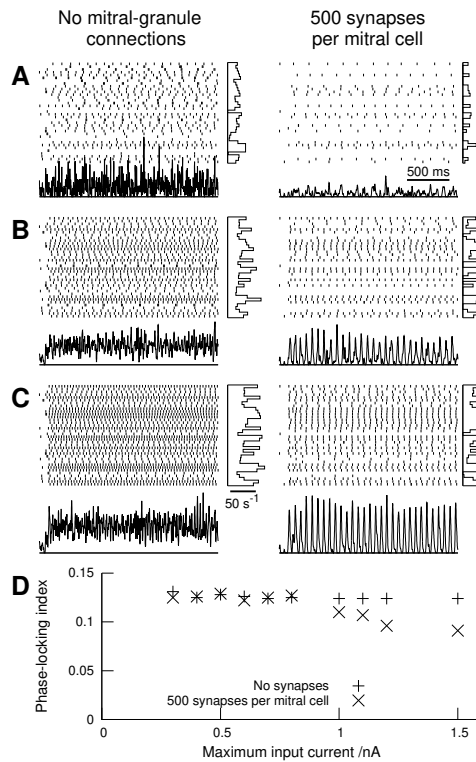 No mitral-granule
connections
500 synapses
per mitral cell
A
500 ms
B
C
50 s-1
D
Phase-locking index
0.15
0.1
0.05
0
No synapses
500 synapses per mitral cell
0
0.5
1
1.5
Maximum input current /nA